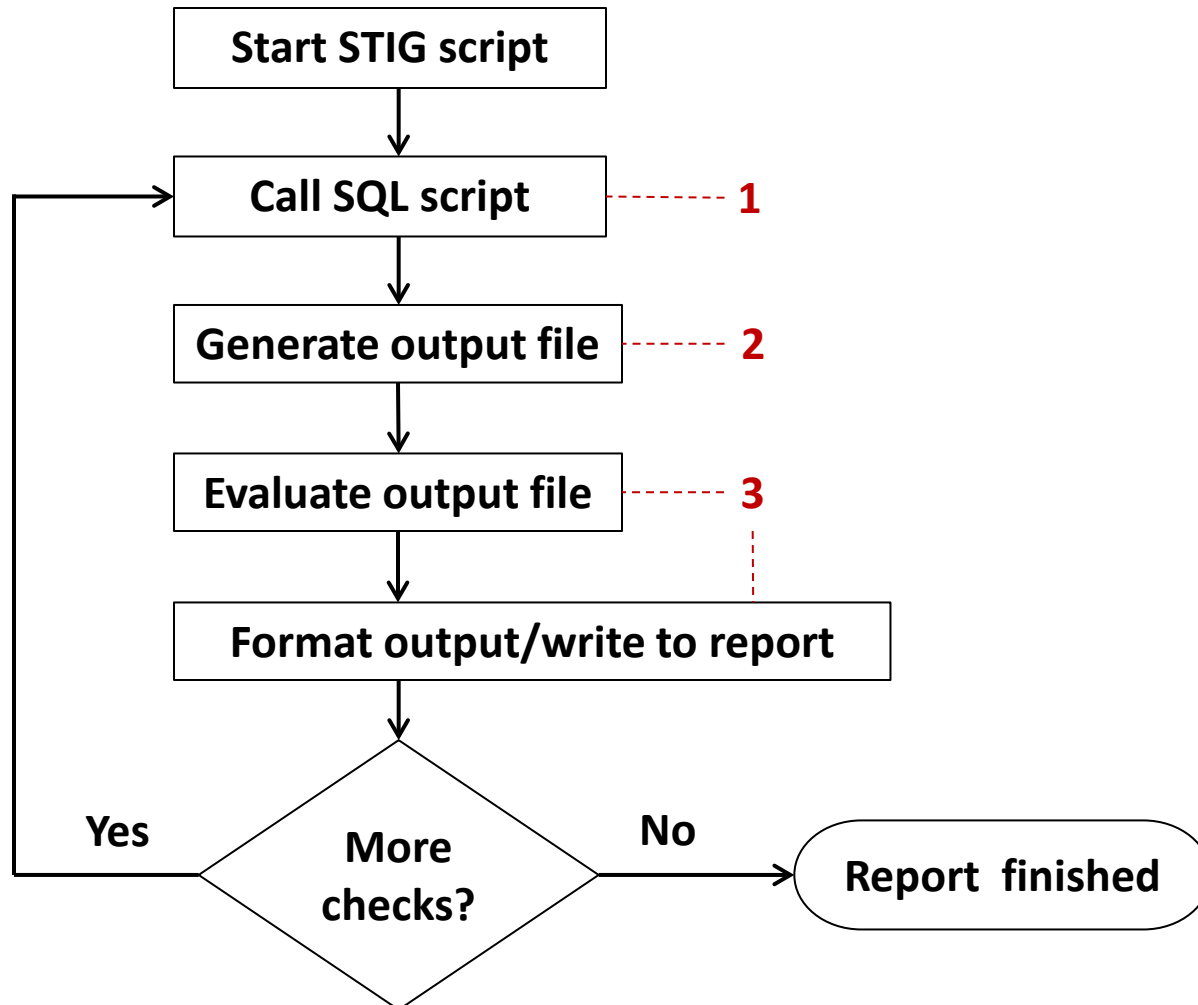 Start STIG script
Call SQL script
1
Generate output file
2
Evaluate output file
3
Format output/write to report
Yes
No
More
checks?
Report  finished